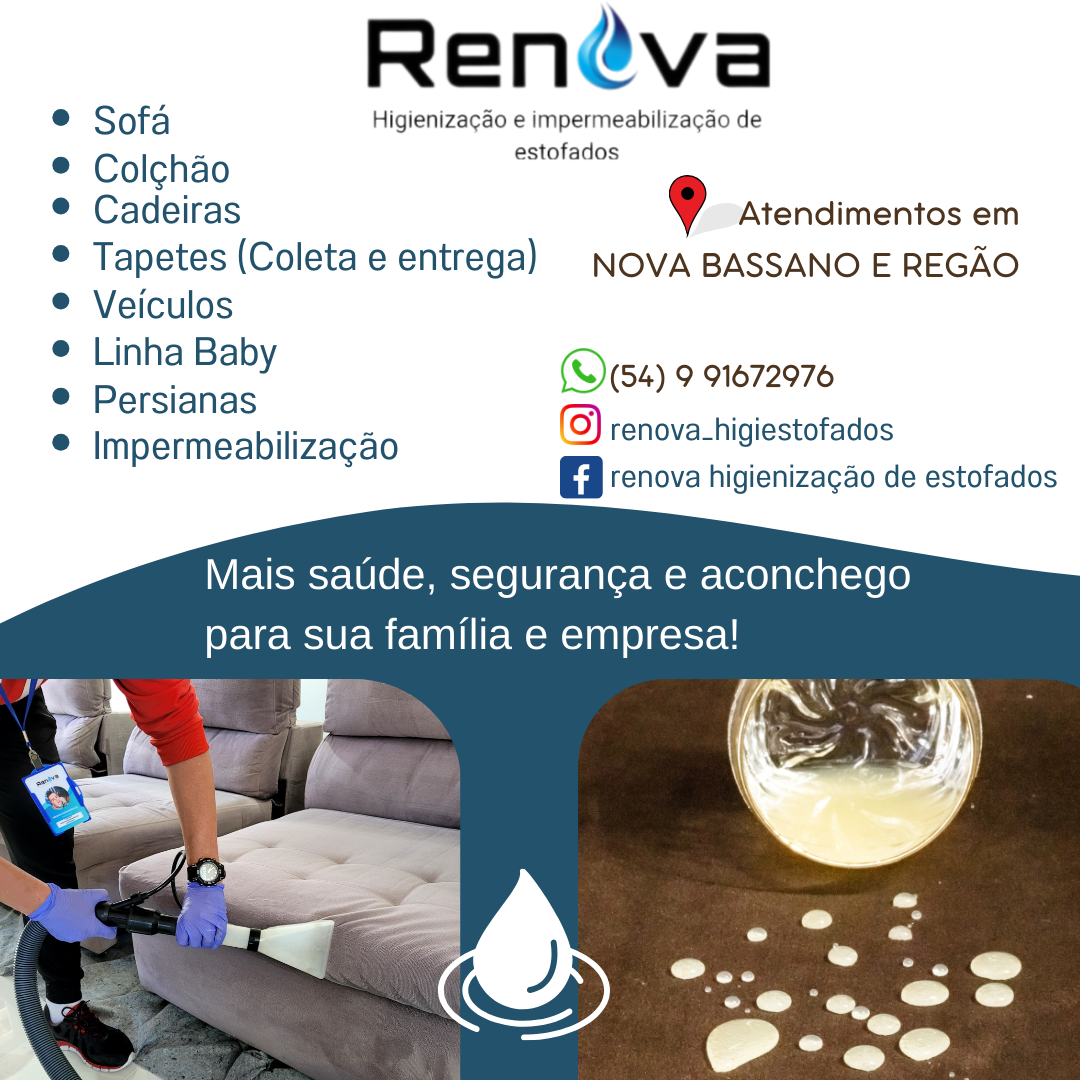 Renova
Higienização e impermeabilização de
estofados
Sofá
Colçhão
Cadeiras
Tapetes (Coleta e entrega)
Veículos
Linha Baby
Persianas
Impermeabilização
Atendimentos em
NOVA BASSANO E REGÃO
(54) 9 91672976
renova_higiestofados
renova higienização de estofados
Mais saúde, segurança e aconchego
para sua família e empresa!
Renova